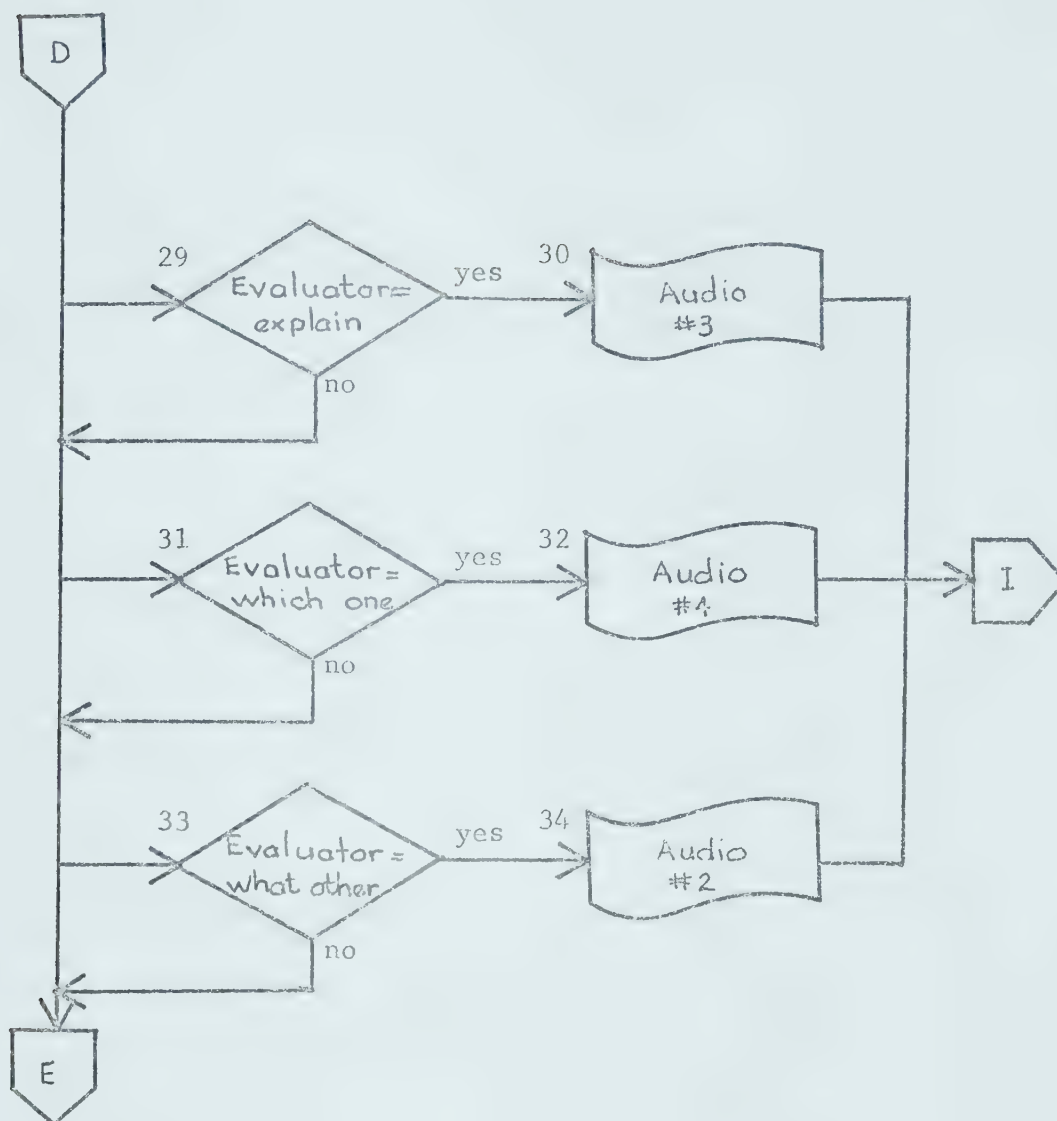 D
29
Evaluator=
explain
yes
no
30
Audio
#3
31
Evaluator=
which one
yes
no
32
Audio
#4
I
33
Evaluator=
what other
yes
no
34
Audio
#2
E